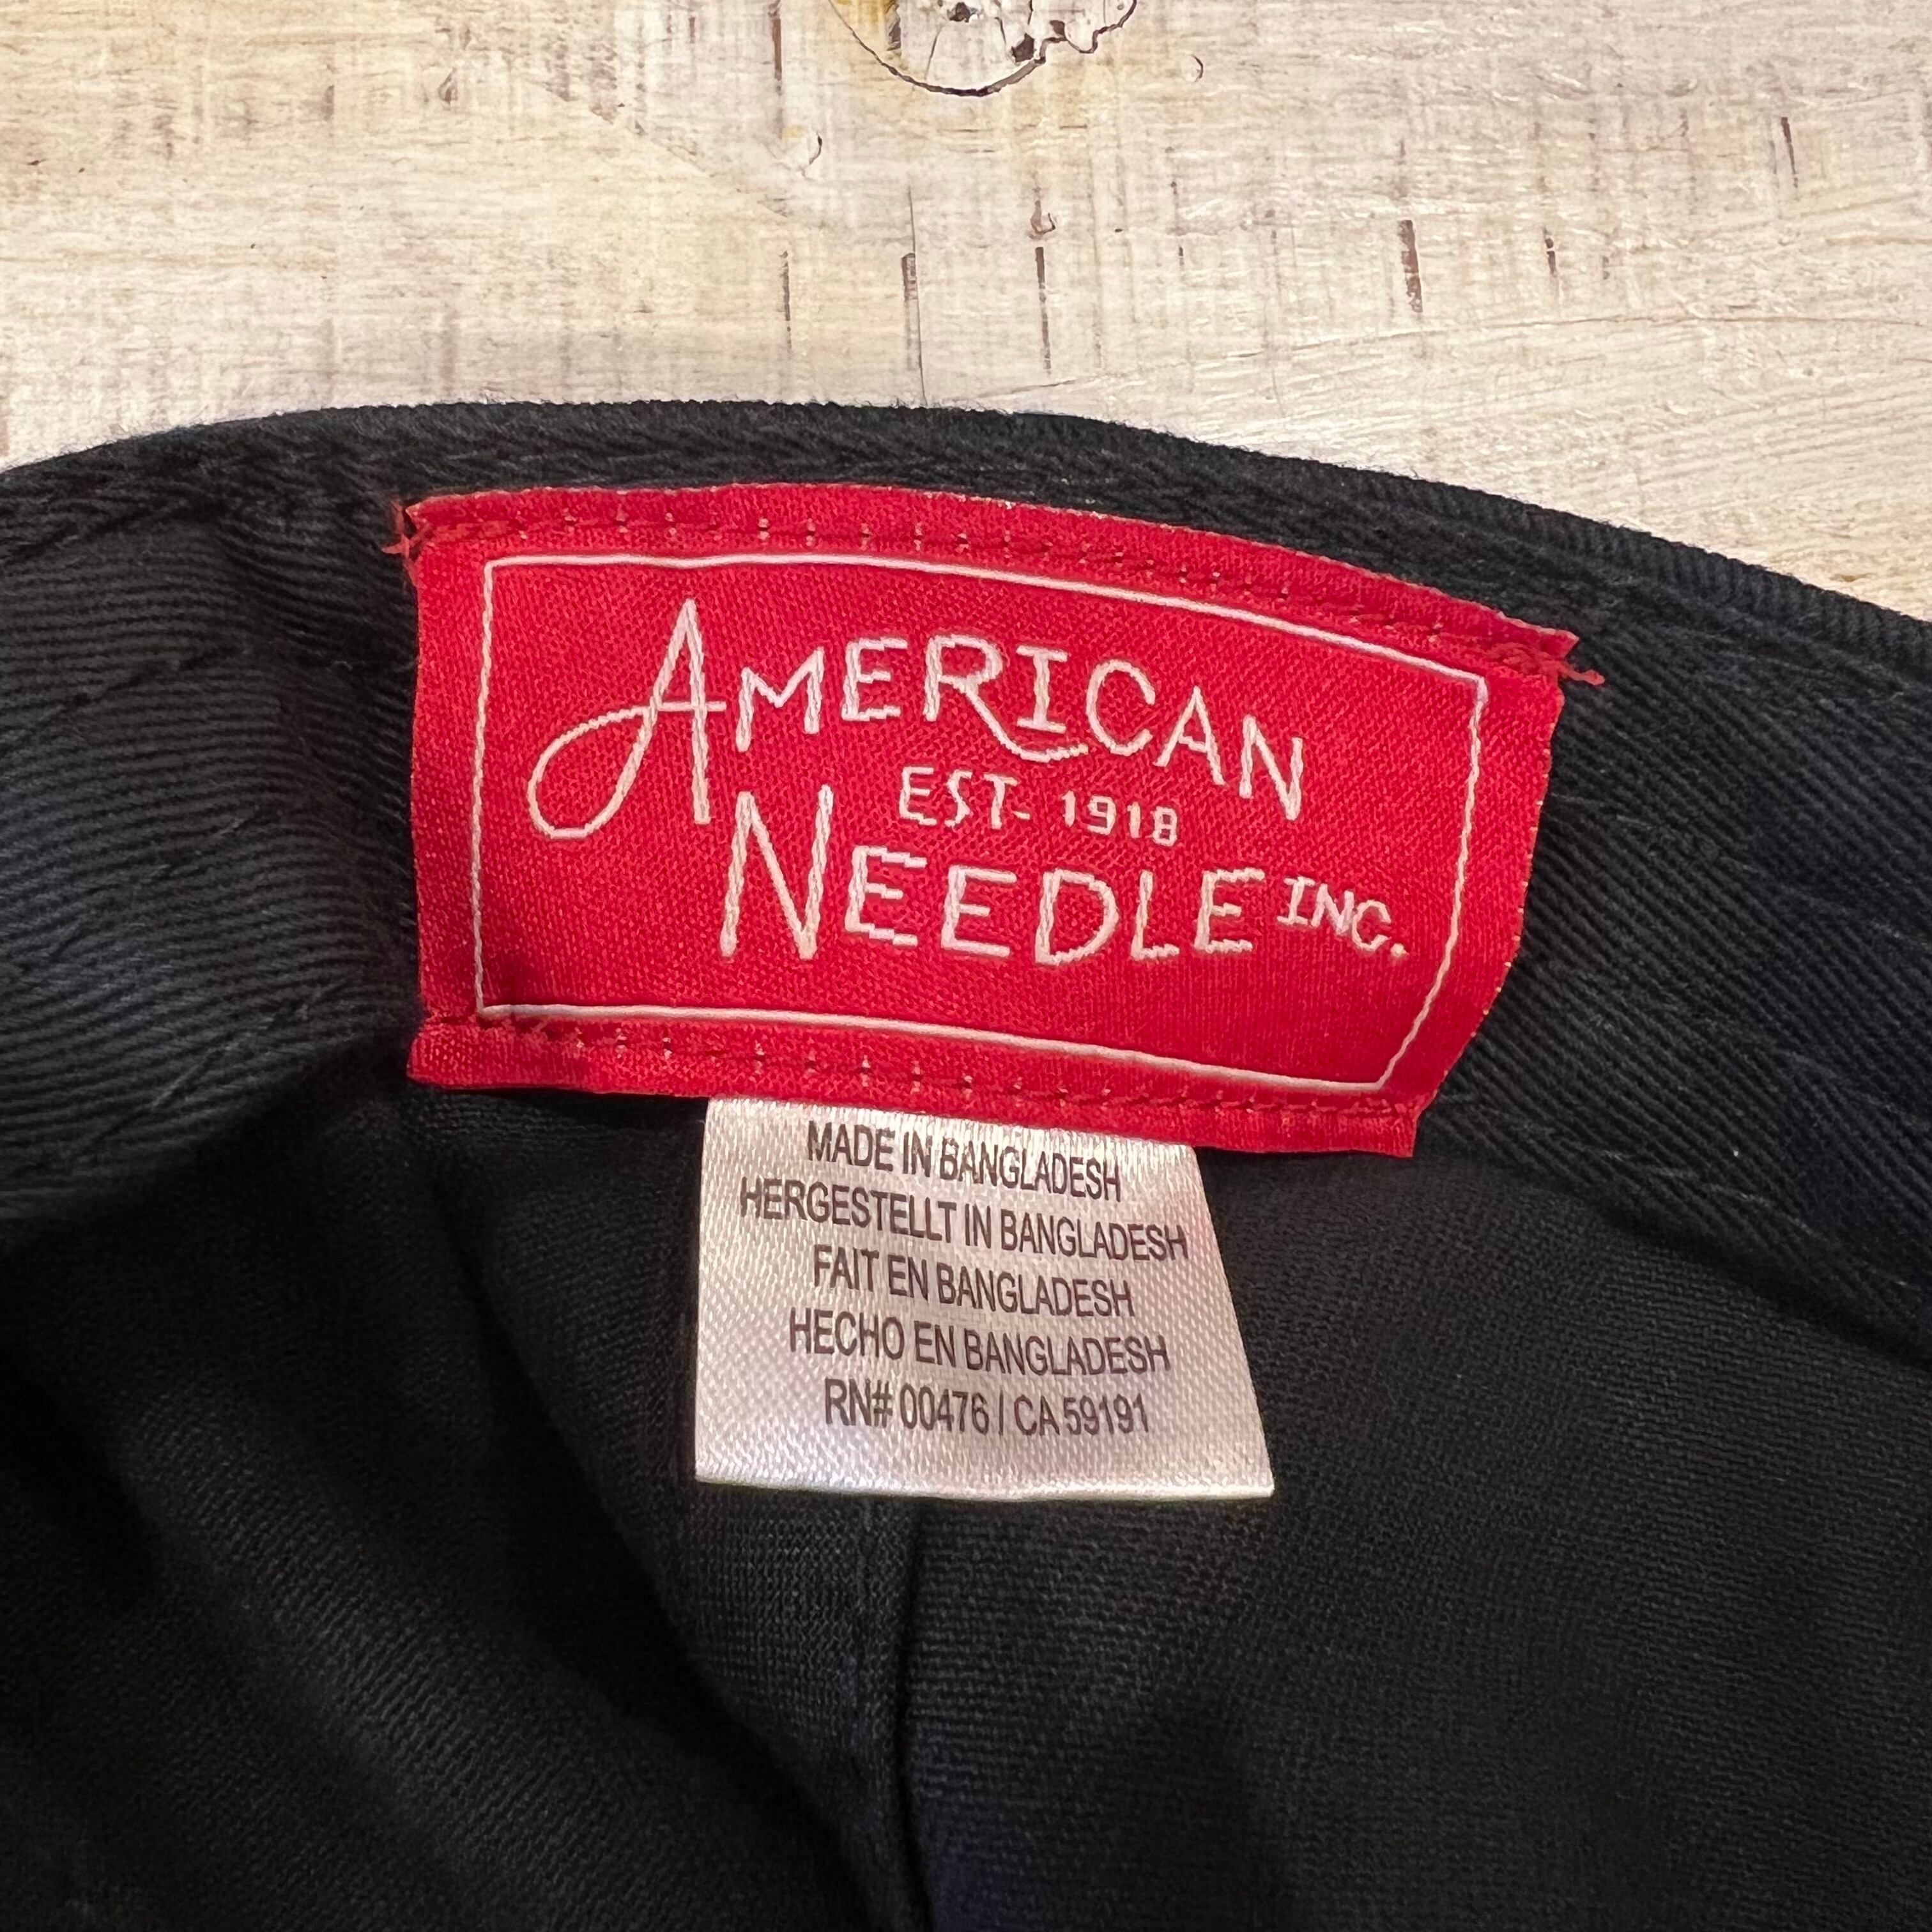 AMERICAN
EST- 1918
NEEDLE INC.
MADE IN BANGLADESH
HERGESTELLT IN BANGLADESH
FAIT EN BANGLADESH
HECHO EN BANGLADESH
RN# 00476 / CA 59191